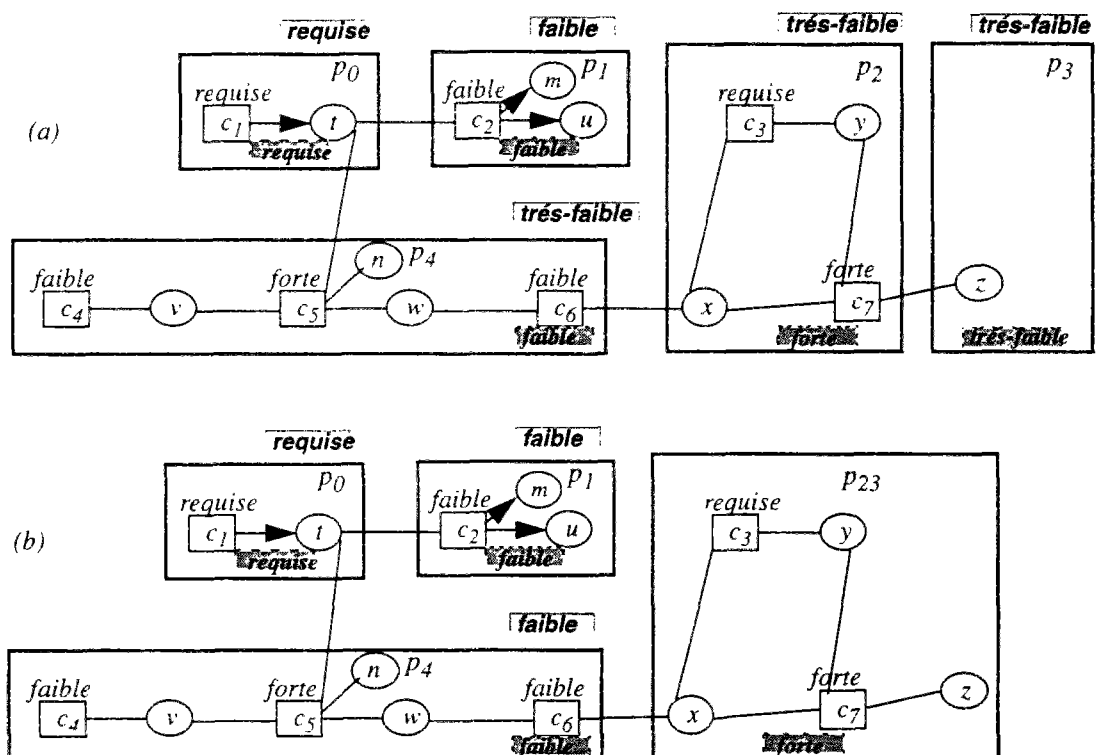 requise faible trés-faible trés-faible
p0 p1 p2 p3
requise faible m requise
(a) c1 t c2 u c3 y
requise faible
trés-faible
n p4
faible forte faible forte z
c4 v c5 w c6 x c7
faible forte trés-faible
requise faible
p0 p1 p23
requise faible m requise
(b) c1 t c2 u c3 y
requise faible
faible
n p4
faible forte faible forte z
c4 v c5 w c6 x c7
faible forte